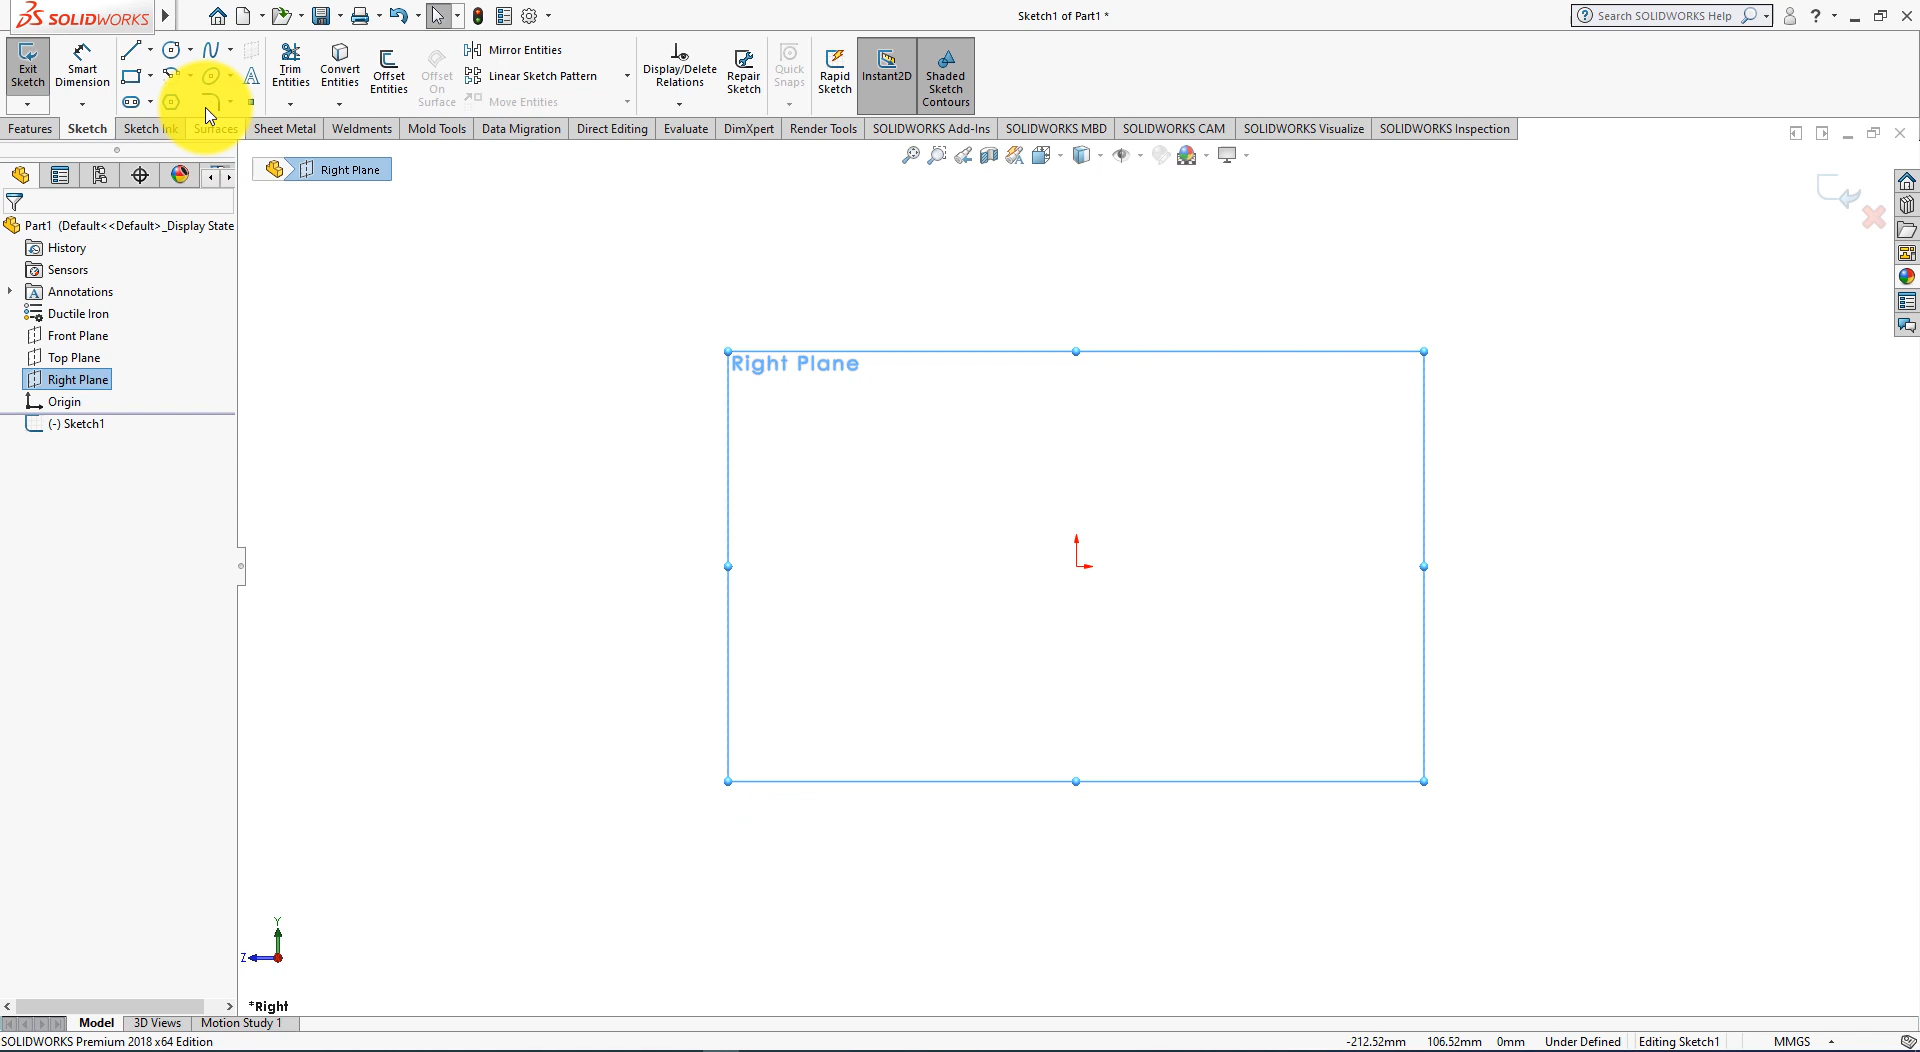 SOLIDWORKS
Sketch1 of Part1 *
Search SOLIDWORKS Help
?
Exit Sketch
Smart Dimension
Trim Entities
Convert Entities
Offset Entities
Offset On Surface
Mirror Entities
Linear Sketch Pattern
Move Entities
Display/Delete Relations
Repair Sketch
Quick Snaps
Rapid Sketch
Instant2D
Shaded Sketch Contours
Features
Sketch
Sketch Ink
Surfaces
Sheet Metal
Weldments
Mold Tools
Data Migration
Direct Editing
Evaluate
DimXpert
Render Tools
SOLIDWORKS Add-Ins
SOLIDWORKS MBD
SOLIDWORKS CAM
SOLIDWORKS Visualize
SOLIDWORKS Inspection
Right Plane
Part1 (Default<<Default>_Display State
History
Sensors
Annotations
Ductile Iron
Front Plane
Top Plane
Right Plane
Origin
(-) Sketch1
Right Plane
Y
Z
*Right
Model
3D Views
Motion Study 1
SOLIDWORKS Premium 2018 x64 Edition
-212.52mm
106.52mm
0mm
Under Defined
Editing Sketch1
MMGS